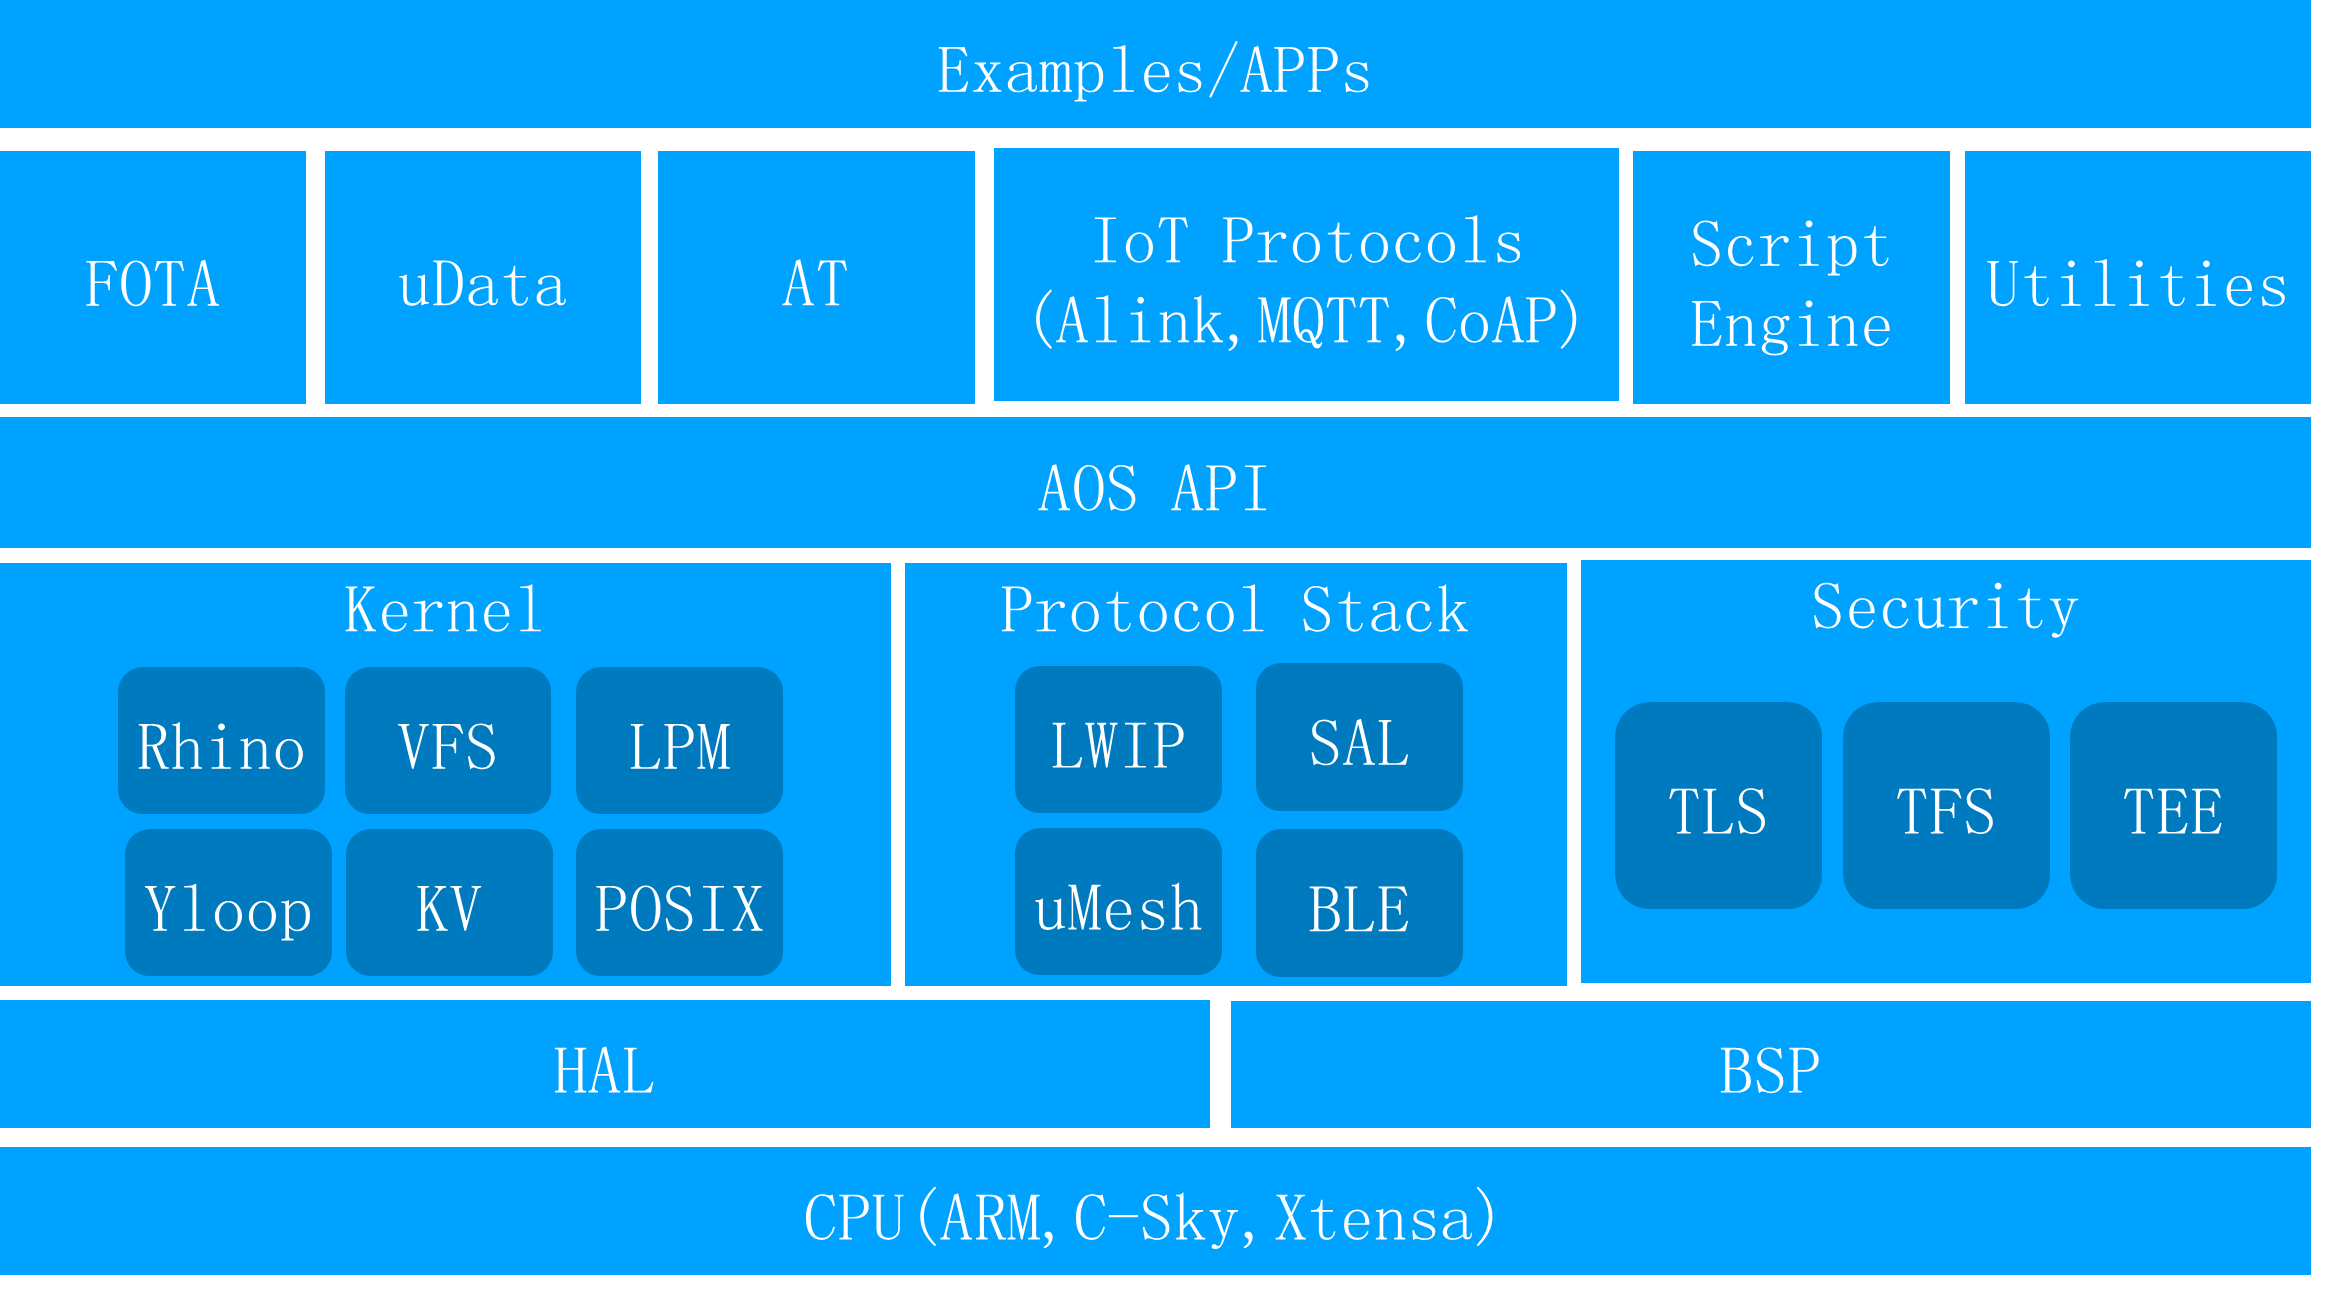 Examples/APPs
FOTA
uData
AT
IoT Protocols
(Alink,MQTT,CoAP)
Script
Engine
Utilities
AOS API
Kernel
Rhino
VFS
LPM
Yloop
KV
POSIX
Protocol Stack
LWIP
SAL
uMesh
BLE
Security
TLS
TFS
TEE
HAL
BSP
CPU(ARM,C-Sky,Xtensa)